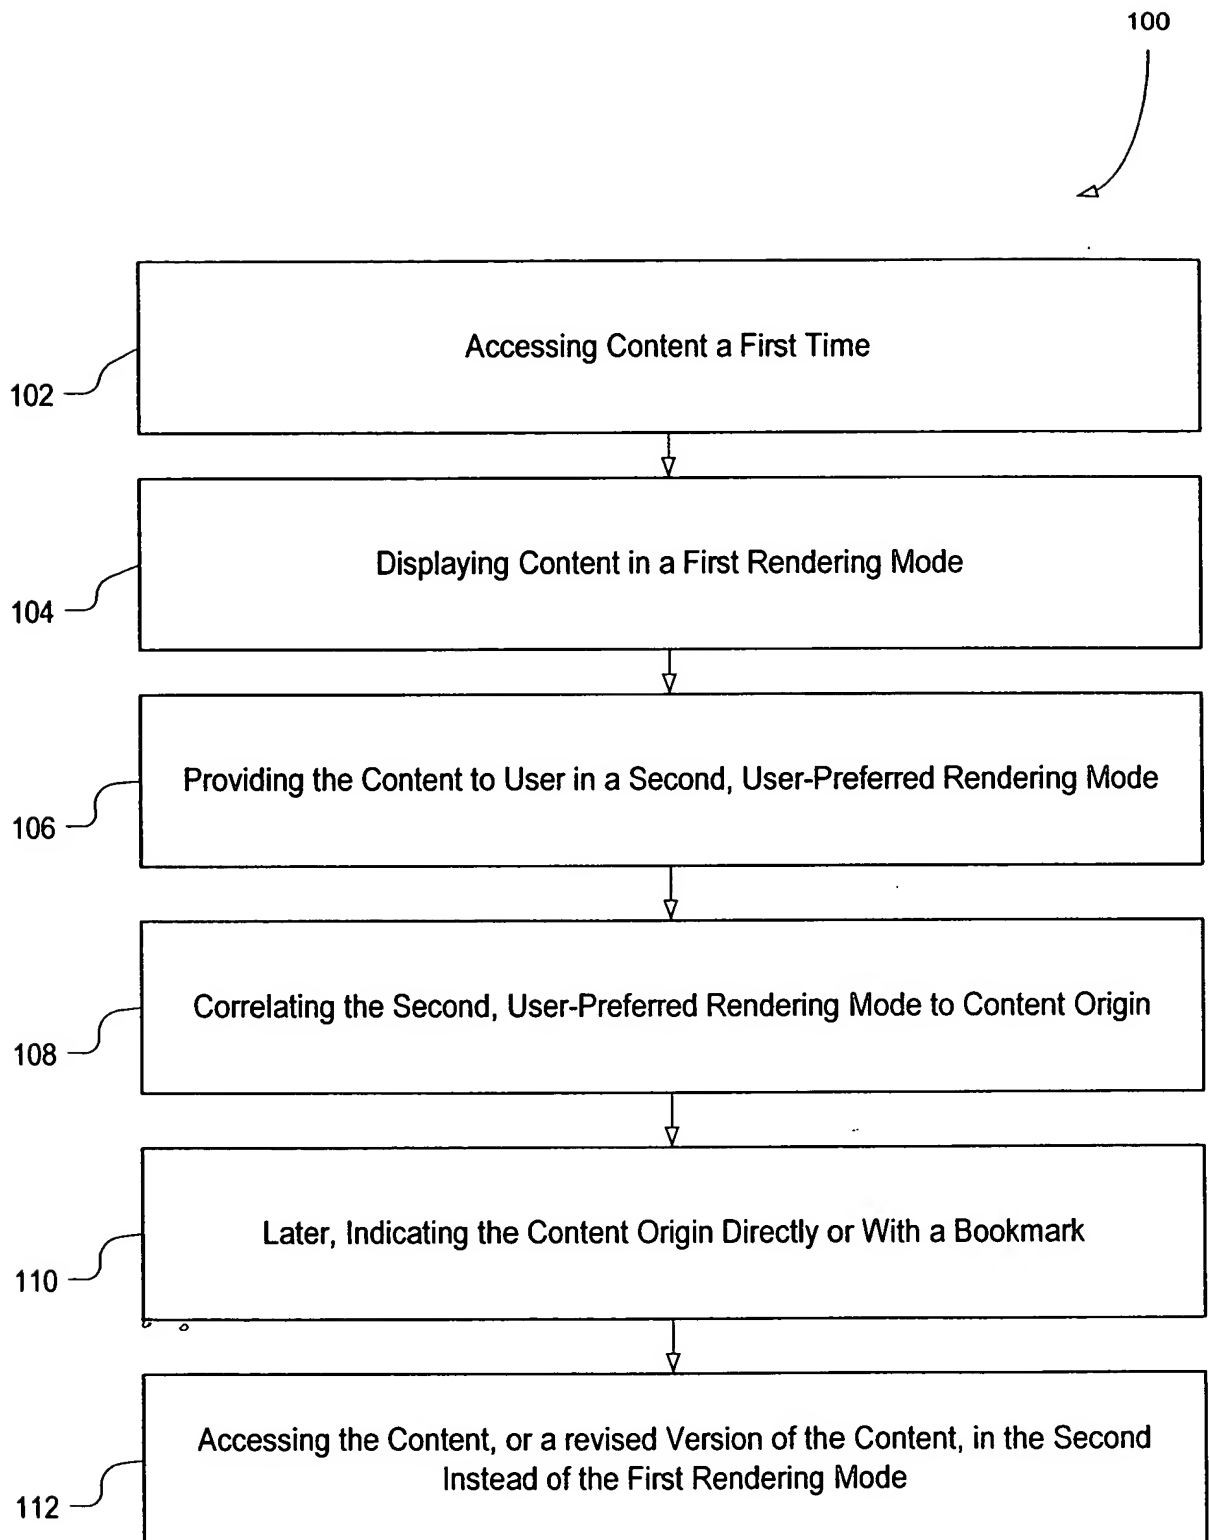 100
Accessing Content a First Time
102
Displaying Content in a First Rendering Mode
104
Providing the Content to User in a Second, User-Preferred Rendering Mode
106
Correlating the Second, User-Preferred Rendering Mode to Content Origin
108
Later, Indicating the Content Origin Directly or With a Bookmark
110
Accessing the Content, or a revised Version of the Content, in the Second
Instead of the First Rendering Mode
112